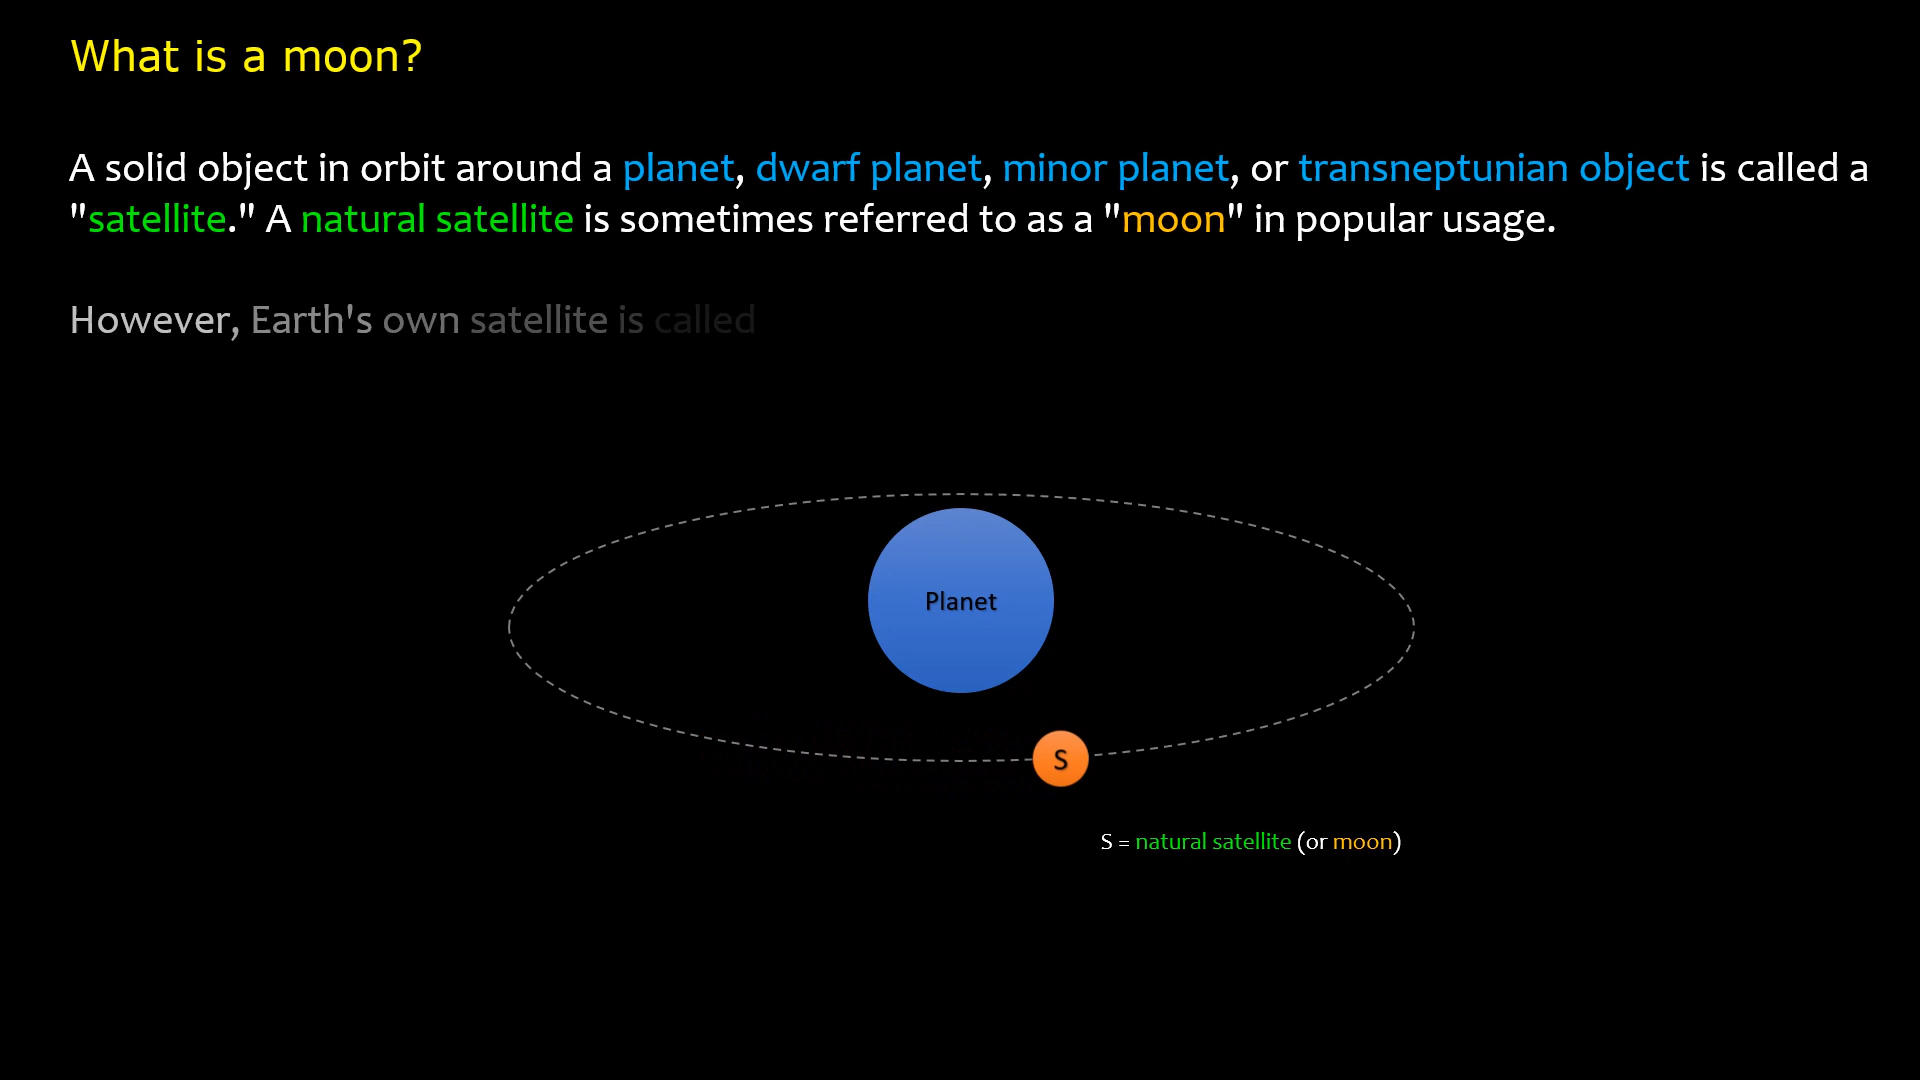 What is a moon?
A solid object in orbit around a planet, dwarf planet, minor planet, or transneptunian object is called a
"satellite." A natural satellite is sometimes referred to as a "moon" in popular usage.
However, Earth's own satellite is called
Planet
S
S = natural satellite (or moon)